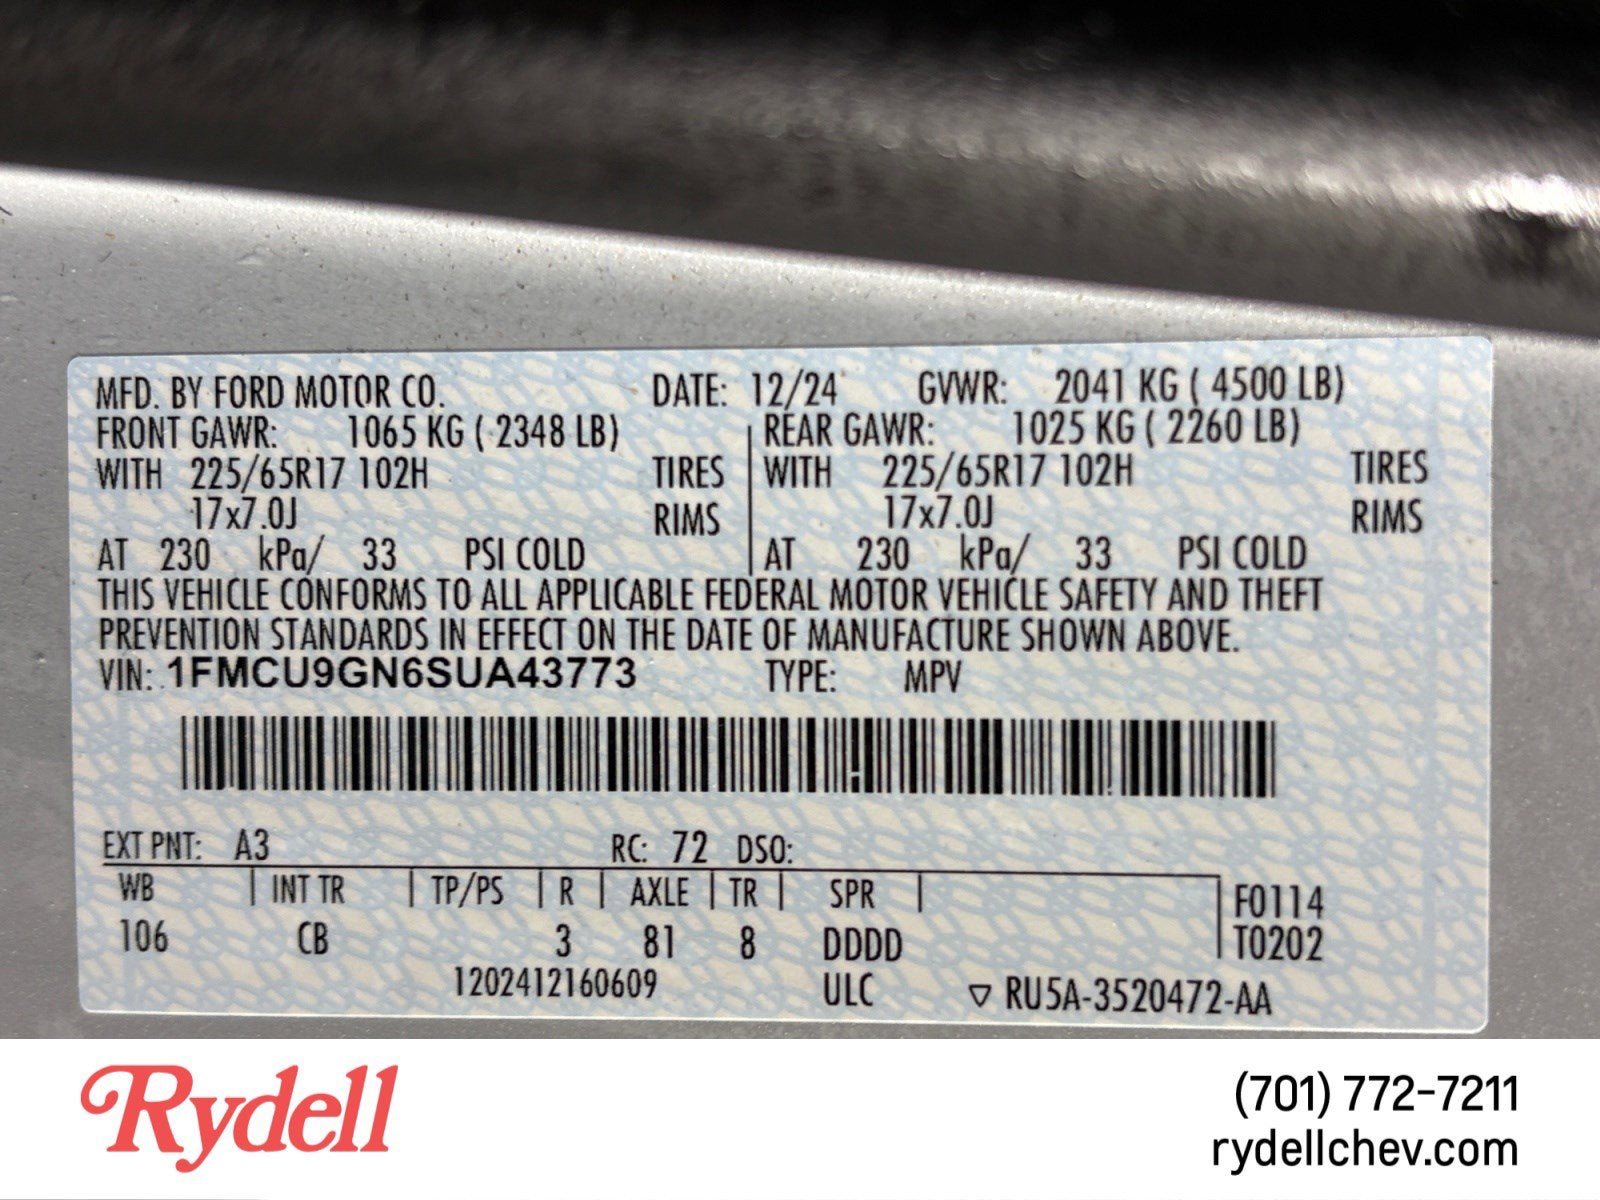 MFD. BY FORD MOTOR CO. DATE: 12/24 GVWR: 2041 KG ( 4500 LB)
FRONT GAWR: 1065 KG ( 2348 LB) REAR GAWR: 1025 KG ( 2260 LB)
WITH 225/65R17 102H TIRES WITH 225/65R17 102H TIRES
17x7.0J RIMS 17x7.0J RIMS
AT 230 kPa/ 33 PSI COLD AT 230 kPa/ 33 PSI COLD
THIS VEHICLE CONFORMS TO ALL APPLICABLE FEDERAL MOTOR VEHICLE SAFETY AND THEFT
PREVENTION STANDARDS IN EFFECT ON THE DATE OF MANUFACTURE SHOWN ABOVE.
VIN: 1FMCU9GN6SUA43773 TYPE: MPV
EXT PNT: A3 RC: 72 DSO:
WB INT TR TP/PS R AXLE TR SPR F0114
106 CB 3 81 8 DDDD T0202
1202412160609 ULC ▽ RU5A-3520472-AA
Rydell
(701) 772-7211
rydellchev.com